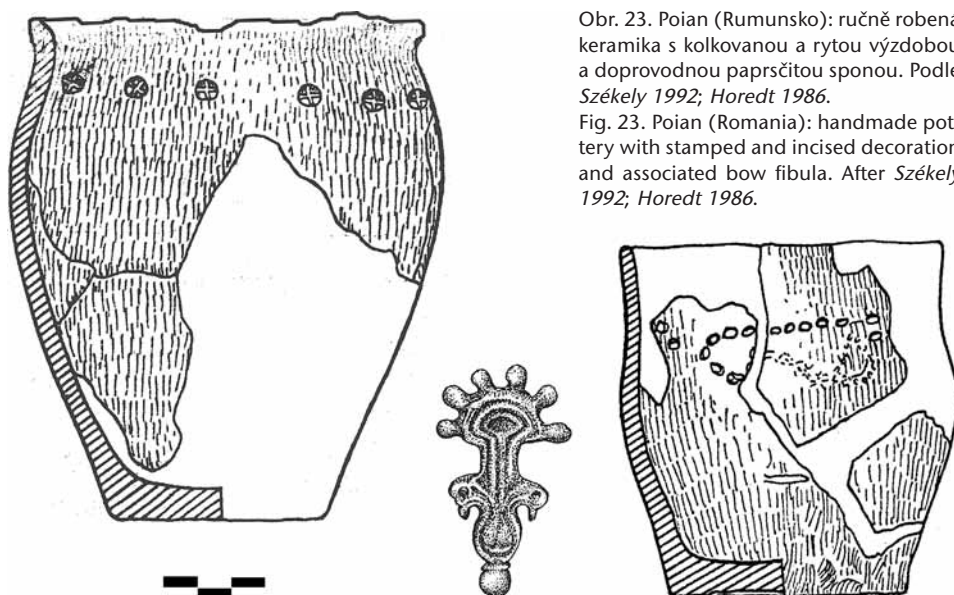 Obr. 23. Poian (Rumunsko): ručně robená
keramika s kolkovanou a rytou výzdobou
a doprovodnou paprsčitou sponou. Podle
Székely 1992; Horedt 1986.
Fig. 23. Poian (Romania): handmade pot-
tery with stamped and incised decoration
and associated bow fibula. After Székely
1992; Horedt 1986.